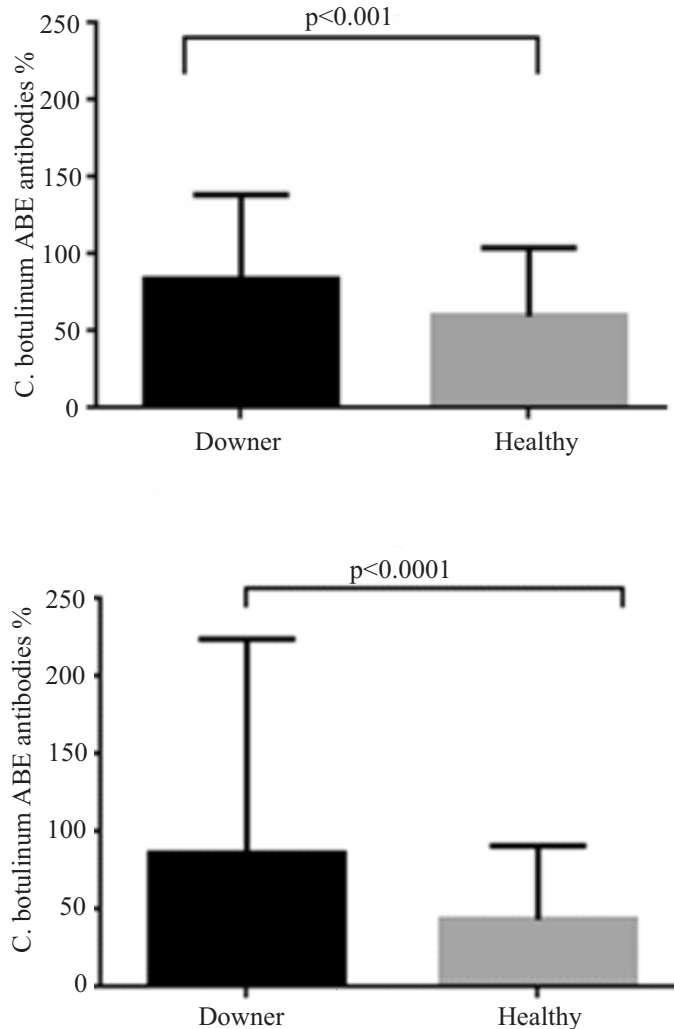 p<0.001
C. botulinum ABE antibodies %
250
200
150
100
50
0
Downer Healthy
p<0.0001
C. botulinum ABE antibodies %
250
200
150
100
50
0
Downer Healthy